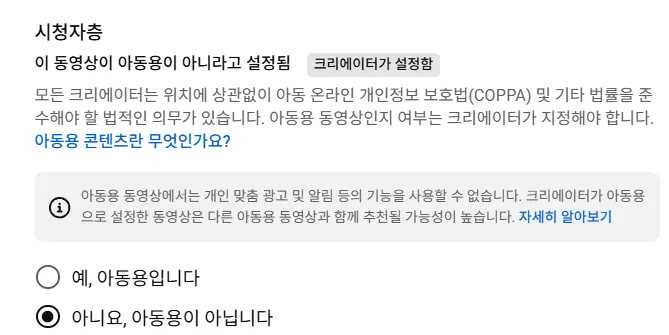 시청자층
이 동영상이 아동용이 아니라고 설정됨 크리에이터가 설정함
모든 크리에이터는 위치에 상관없이 아동 온라인 개인정보 보호법(COPPA) 및 기타 법률을 준
수해야 할 법적인 의무가 있습니다. 아동용 동영상인지 여부는 크리에이터가 지정해야 합니다.
아동용 콘텐츠란 무엇인가요?
아동용 동영상에서는 개인 맞춤 광고 및 알림 등의 기능을 사용할 수 없습니다. 크리에이터가 아동용
으로 설정한 동영상은 다른 아동용 동영상과 함께 추천될 가능성이 높습니다. 자세히 알아보기
예, 아동용입니다
아니요, 아동용이 아닙니다